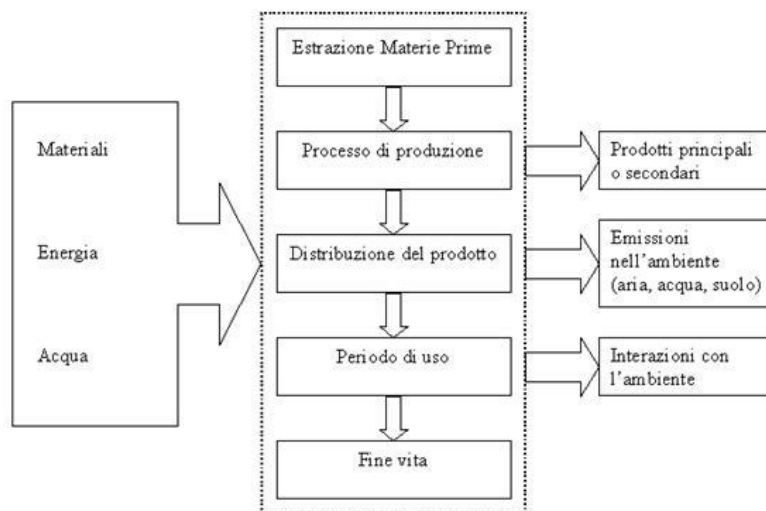 Materiali
Energia
Acqua
Estrazione Materie Prime
Processo di produzione
Distribuzione del prodotto
Periodo di uso
Fine vita
Prodotti principali
o secondari
Emissioni
nell'ambiente
(aria, acqua, suolo)
Interazioni con
l'ambiente